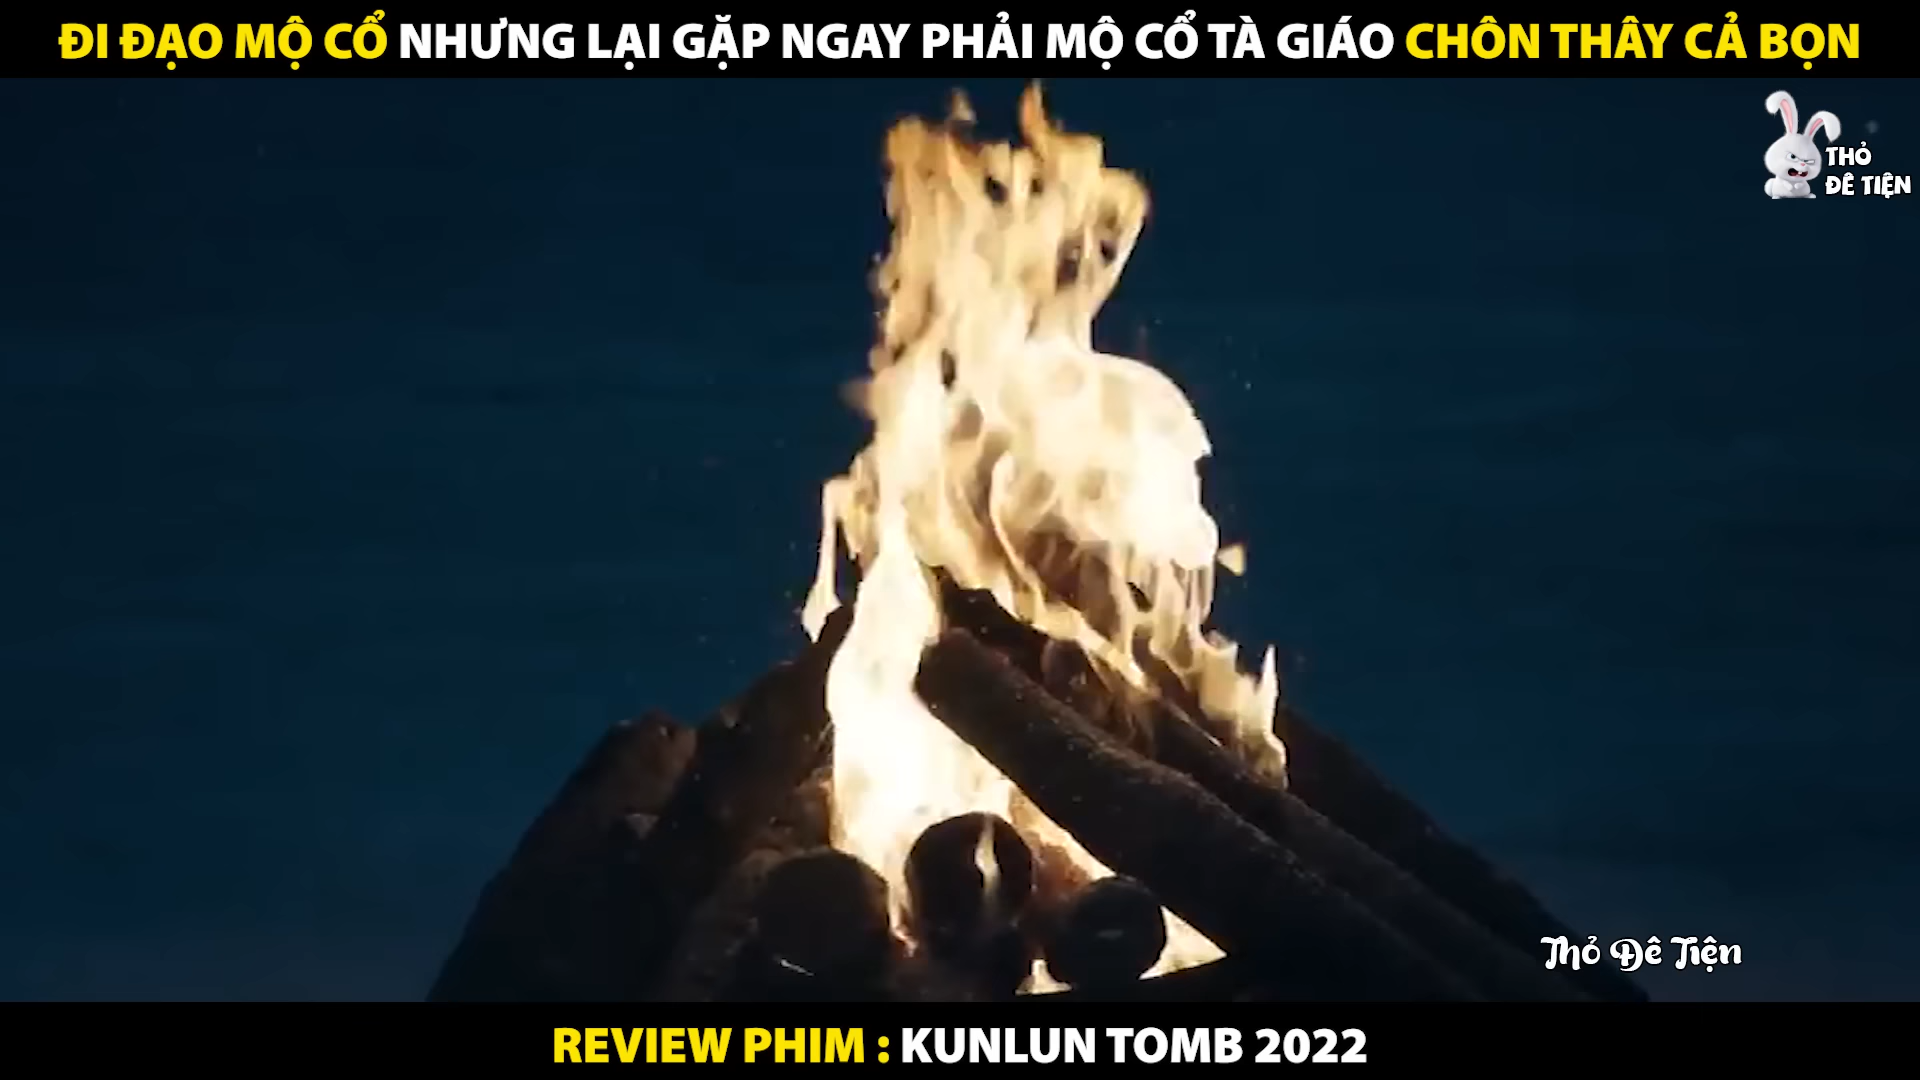 ĐI ĐẠO MỘ CỔ NHƯNG LẠI GẶP NGAY PHẢI MỘ CỔ TÀ GIÁO CHÔN THÂY CẢ BỌN
THỎ
ĐÊ TIỆN
Thỏ Đê Tiện
REVIEW PHIM : KUNLUN TOMB 2022